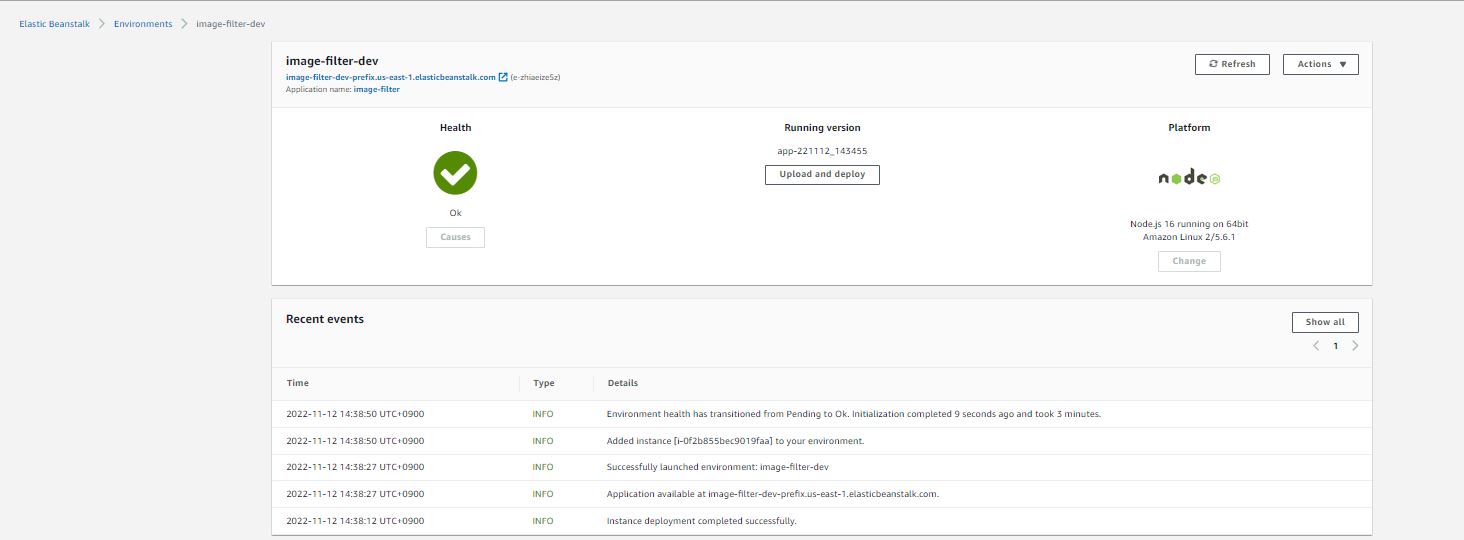 Elastic Beanstalk > Environments > image-filter-dev
image-filter-dev
image-filter-dev-prefix.us-east-1.elasticbeanstalk.com (e-zhiaeize5z)
Application name: image-filter
Refresh
Actions
Health
Ok
Causes
Running version
app-221112_143455
Upload and deploy
Platform
node JS
Node.js 16 running on 64bit
Amazon Linux 2/5.6.1
Change
Recent events
Show all
1
Time Type Details
2022-11-12 14:38:50 UTC+0900 INFO Environment health has transitioned from Pending to Ok. Initialization completed 9 seconds ago and took 3 minutes.
2022-11-12 14:38:50 UTC+0900 INFO Added instance [i-0f2b855bec9019faa] to your environment.
2022-11-12 14:38:27 UTC+0900 INFO Successfully launched environment: image-filter-dev
2022-11-12 14:38:27 UTC+0900 INFO Application available at image-filter-dev-prefix.us-east-1.elasticbeanstalk.com.
2022-11-12 14:38:12 UTC+0900 INFO Instance deployment completed successfully.